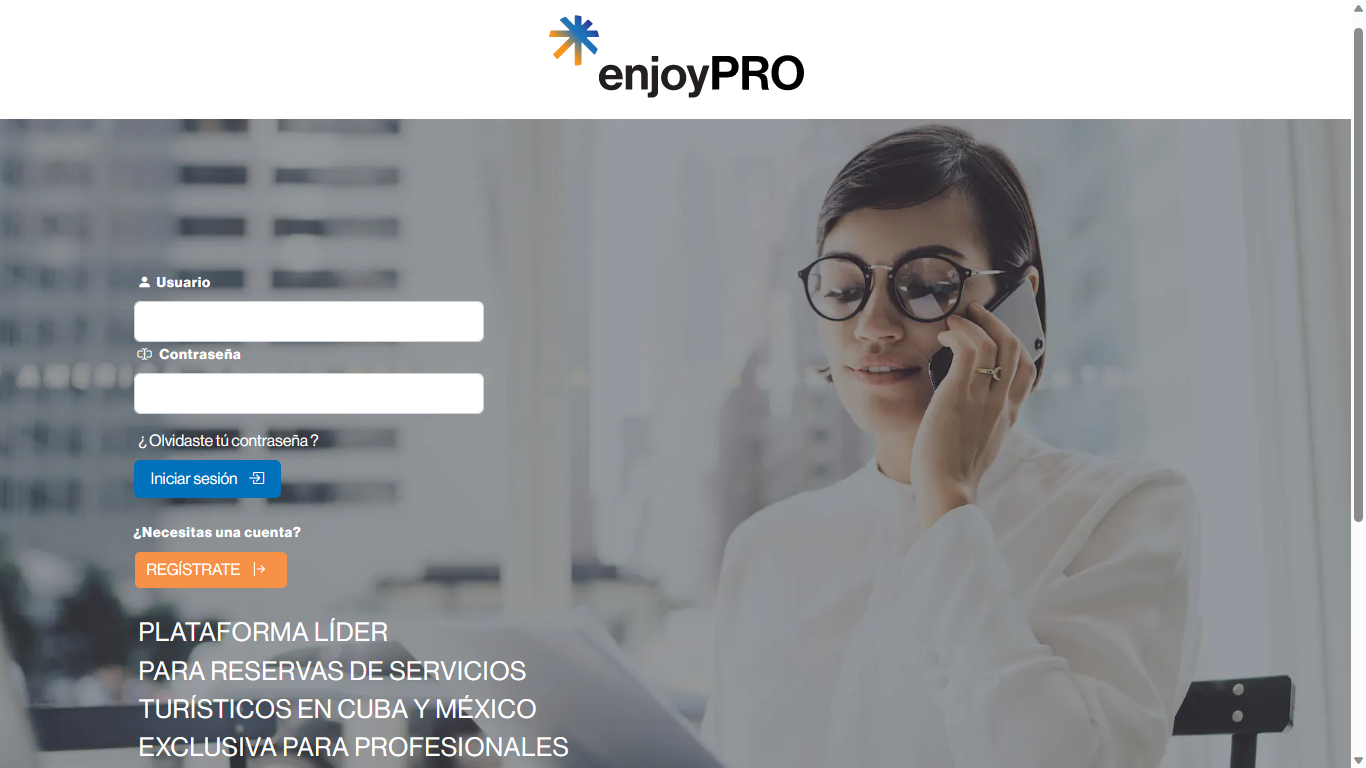 enjoyPRO
Usuario
Contraseña
¿ Olvidaste tú contraseña ?
Iniciar sesión
¿Necesitas una cuenta?
REGÍSTRATE
PLATAFORMA LÍDER
PARA RESERVAS DE SERVICIOS
TURÍSTICOS EN CUBA Y MÉXICO
EXCLUSIVA PARA PROFESIONALES